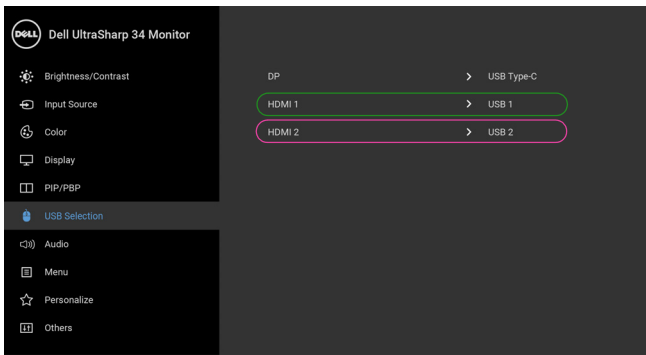 DELL Dell UltraSharp 34 Monitor
Brightness/Contrast
DP > USB Type-C
Input Source
HDMI 1 > USB 1
Color
HDMI 2 > USB 2
Display
PIP/PBP
USB Selection
Audio
Menu
Personalize
Others